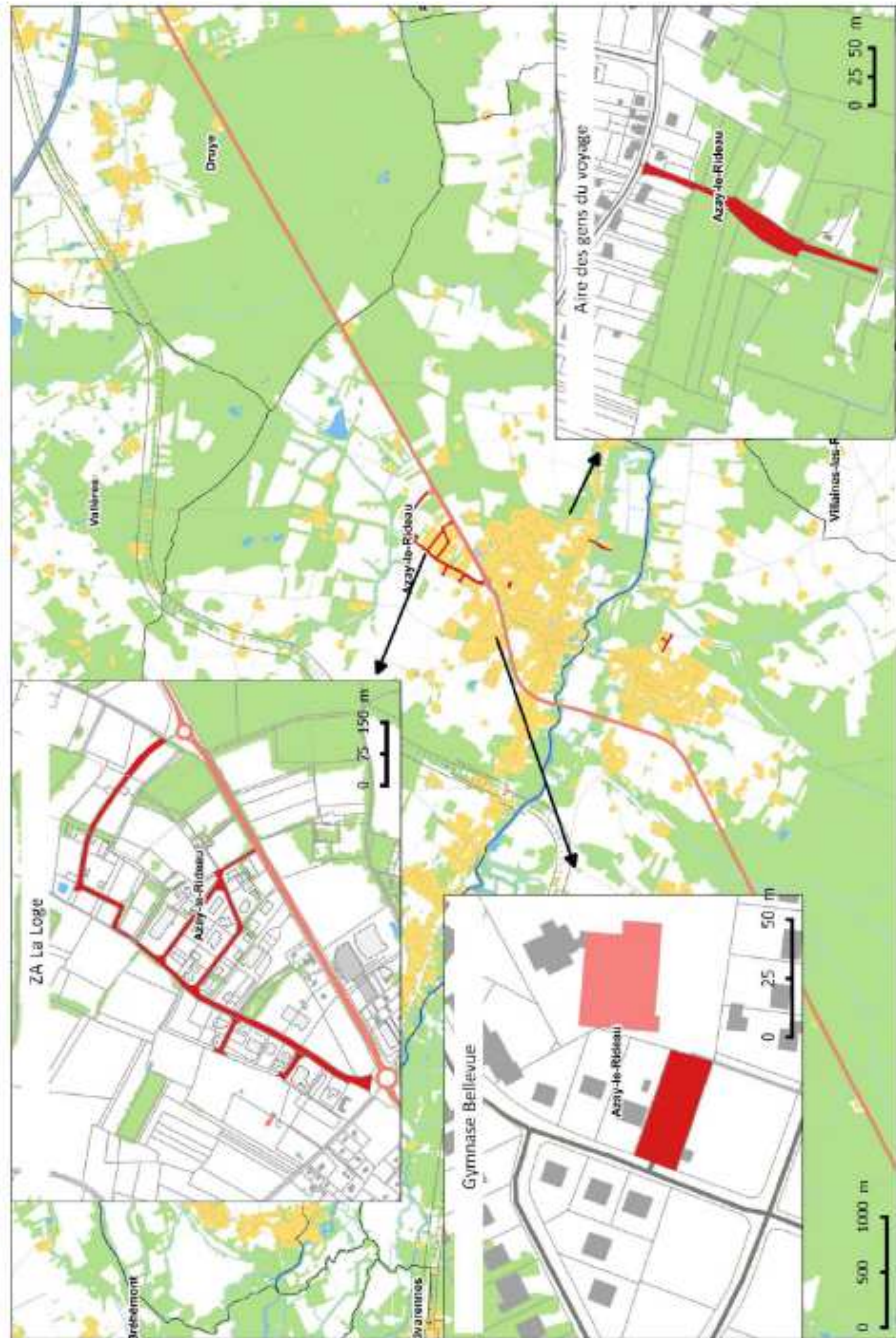 ZA La Loge
Azay-le-Rideau
0 75 150 m
Bréhémont
Vallères
Druye
Azay-le-Rideau
Gymnase Bellevue
Azay-le-Rideau
0 25 50 m
Aire des gens du voyage
Azay-le-Rideau
0 25 50 m
Villaines-les-
0 500 1000 m